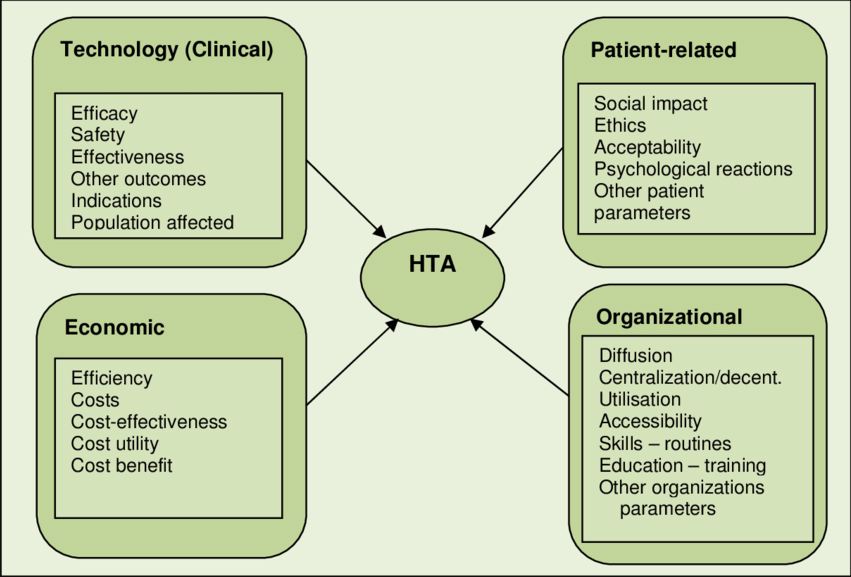 Technology (Clinical)
Efficacy
Safety
Effectiveness
Other outcomes
Indications
Population affected
Patient-related
Social impact
Ethics
Acceptability
Psychological reactions
Other patient
parameters
HTA
Economic
Efficiency
Costs
Cost-effectiveness
Cost utility
Cost benefit
Organizational
Diffusion
Centralization/decent.
Utilisation
Accessibility
Skills – routines
Education – training
Other organizations
parameters